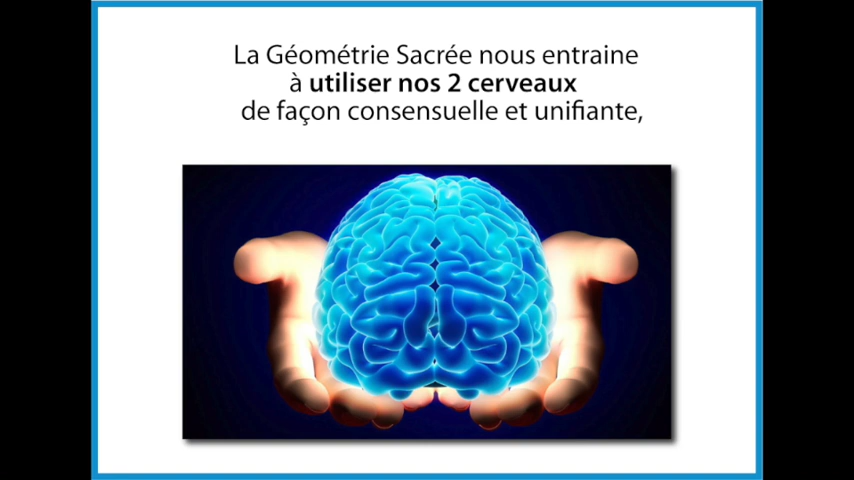 La Géométrie Sacrée nous entraine
à utiliser nos 2 cerveaux
de façon consensuelle et unifiante,